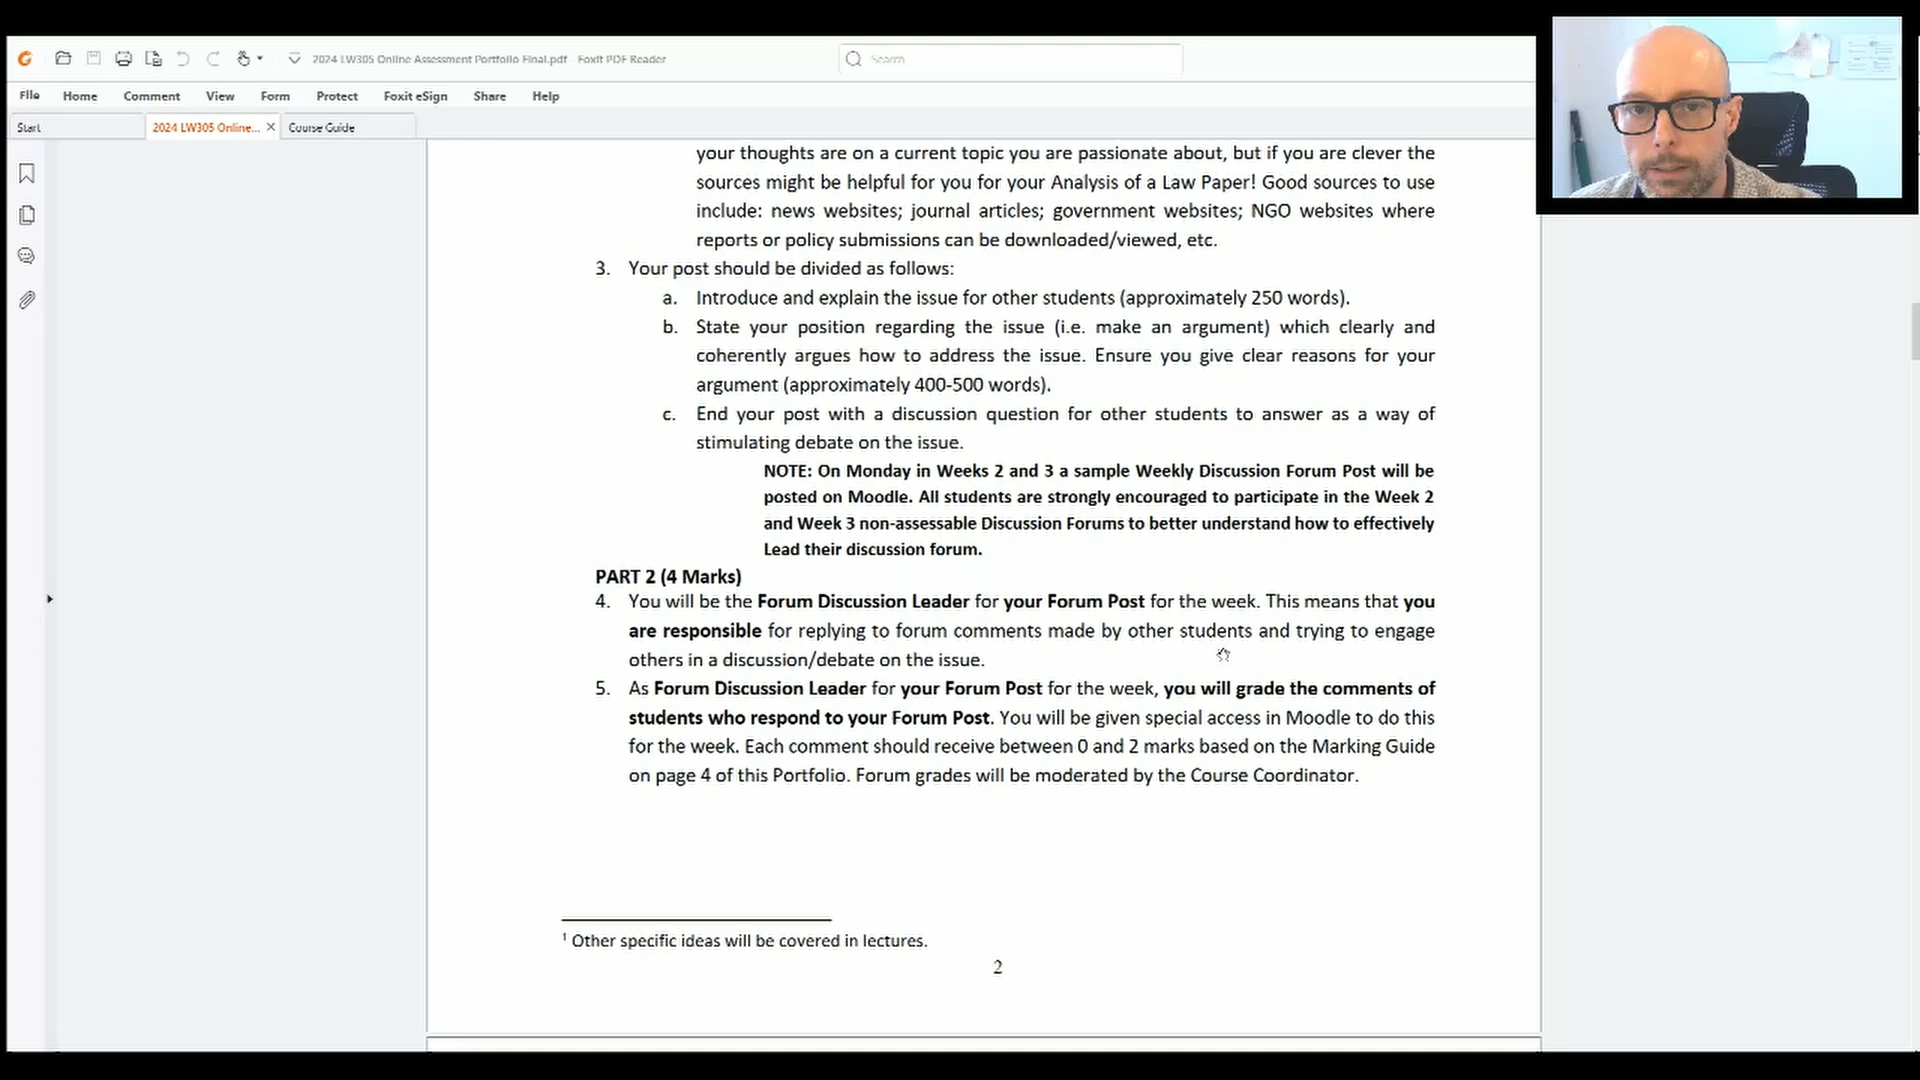 2024 LW305 Online Assessment Portfolio Final.pdf - Foxit PDF Reader
Search
File Home Comment View Form Protect Foxit eSign Share Help
Start 2024 LW305 Online... Course Guide
your thoughts are on a current topic you are passionate about, but if you are clever the
sources might be helpful for you for your Analysis of a Law Paper! Good sources to use
include: news websites; journal articles; government websites; NGO websites where
reports or policy submissions can be downloaded/viewed, etc.
3. Your post should be divided as follows:
a. Introduce and explain the issue for other students (approximately 250 words).
b. State your position regarding the issue (i.e. make an argument) which clearly and
coherently argues how to address the issue. Ensure you give clear reasons for your
argument (approximately 400-500 words).
c. End your post with a discussion question for other students to answer as a way of
stimulating debate on the issue.
NOTE: On Monday in Weeks 2 and 3 a sample Weekly Discussion Forum Post will be
posted on Moodle. All students are strongly encouraged to participate in the Week 2
and Week 3 non-assessable Discussion Forums to better understand how to effectively
Lead their discussion forum.
PART 2 (4 Marks)
4. You will be the Forum Discussion Leader for your Forum Post for the week. This means that you
are responsible for replying to forum comments made by other students and trying to engage
others in a discussion/debate on the issue.
5. As Forum Discussion Leader for your Forum Post for the week, you will grade the comments of
students who respond to your Forum Post. You will be given special access in Moodle to do this
for the week. Each comment should receive between 0 and 2 marks based on the Marking Guide
on page 4 of this Portfolio. Forum grades will be moderated by the Course Coordinator.
1 Other specific ideas will be covered in lectures.
2